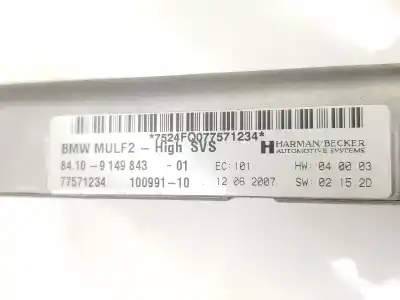 *7524FQ077571234*
BMW MULF2 - High SVS
HARMAN/BECKER
AUTOMOTIVE SYSTEMS
84.10-9 149 843 -01 EC:101 HW: 04 00 03
77571234 100991-10 12 06 2007 SW: 02 15.2D